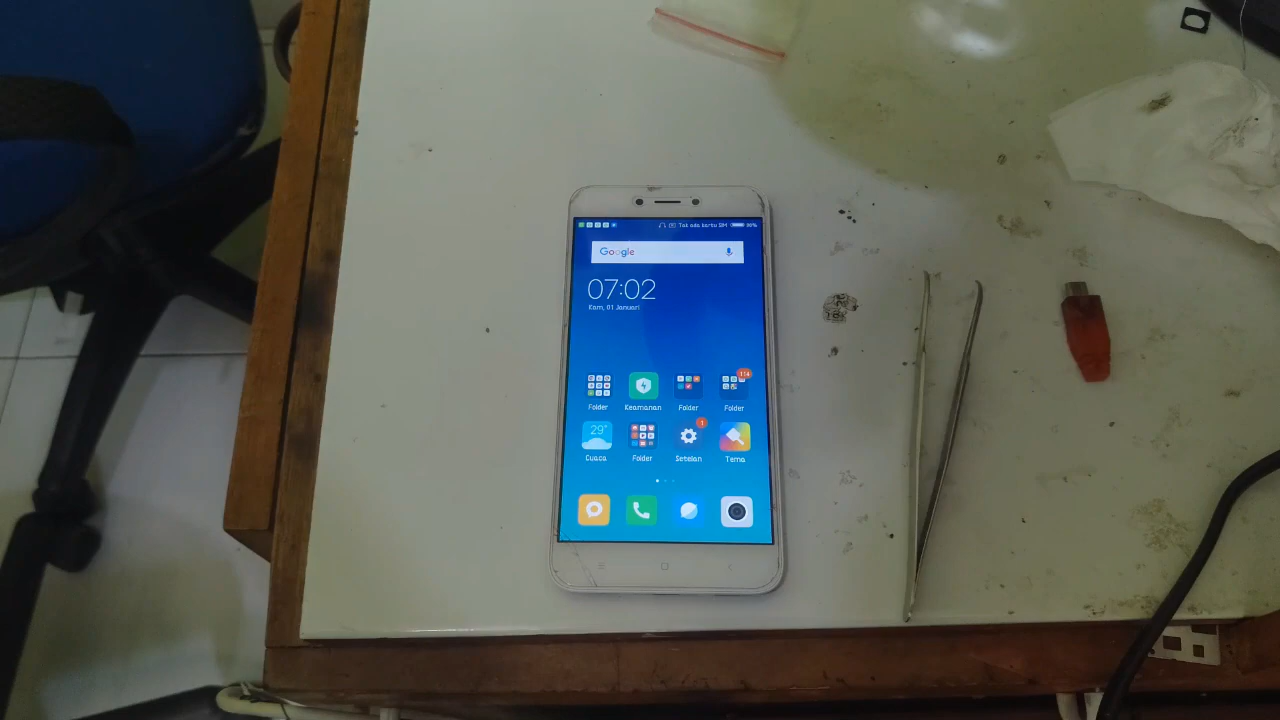 Tak ada kartu SIM
Google
07:02
Kam, 01 Januari
114
Folder Keamanan Folder Folder
29°
1
Cuaca Folder Setelan Tema